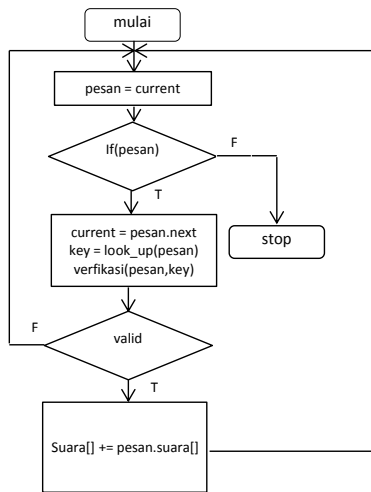 mulai
pesan = current
If(pesan)
F
T
current = pesan.next
key = look_up(pesan)
verfikasi(pesan,key)
stop
F
valid
T
Suara[] += pesan.suara[]